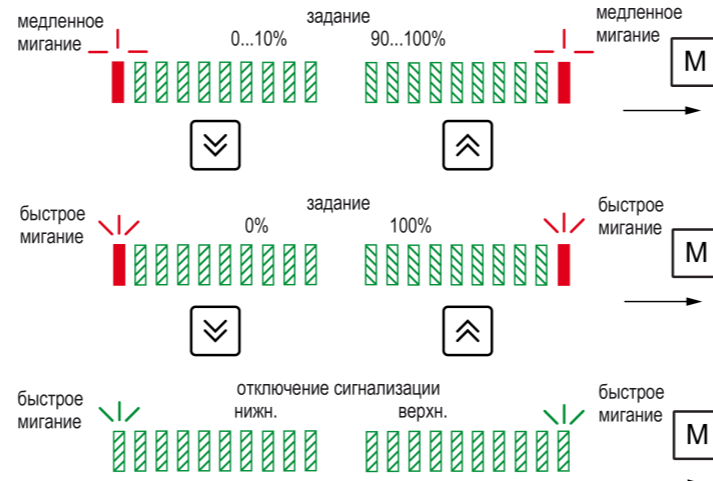 задание
медленное
мигание
0...10%
90...100%
медленное
мигание
M
задание
быстрое
мигание
0%
100%
быстрое
мигание
M
отключение сигнализации
быстрое
мигание
нижн.
верхн.
быстрое
мигание
M